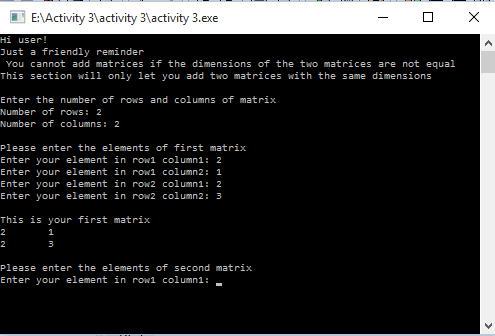 E:\Activity 3\activity 3\activity 3.exe
Hi user!
Just a friendly reminder
You cannot add matrices if the dimensions of the two matrices are not equal
This section will only let you add two matrices with the same dimensions
Enter the number of rows and columns of matrix
Number of rows: 2
Number of columns: 2
Please enter the elements of first matrix
Enter your element in row1 column1: 2
Enter your element in row1 column2: 1
Enter your element in row2 column1: 2
Enter your element in row2 column2: 3
This is your first matrix
2 1
2 3
Please enter the elements of second matrix
Enter your element in row1 column1: